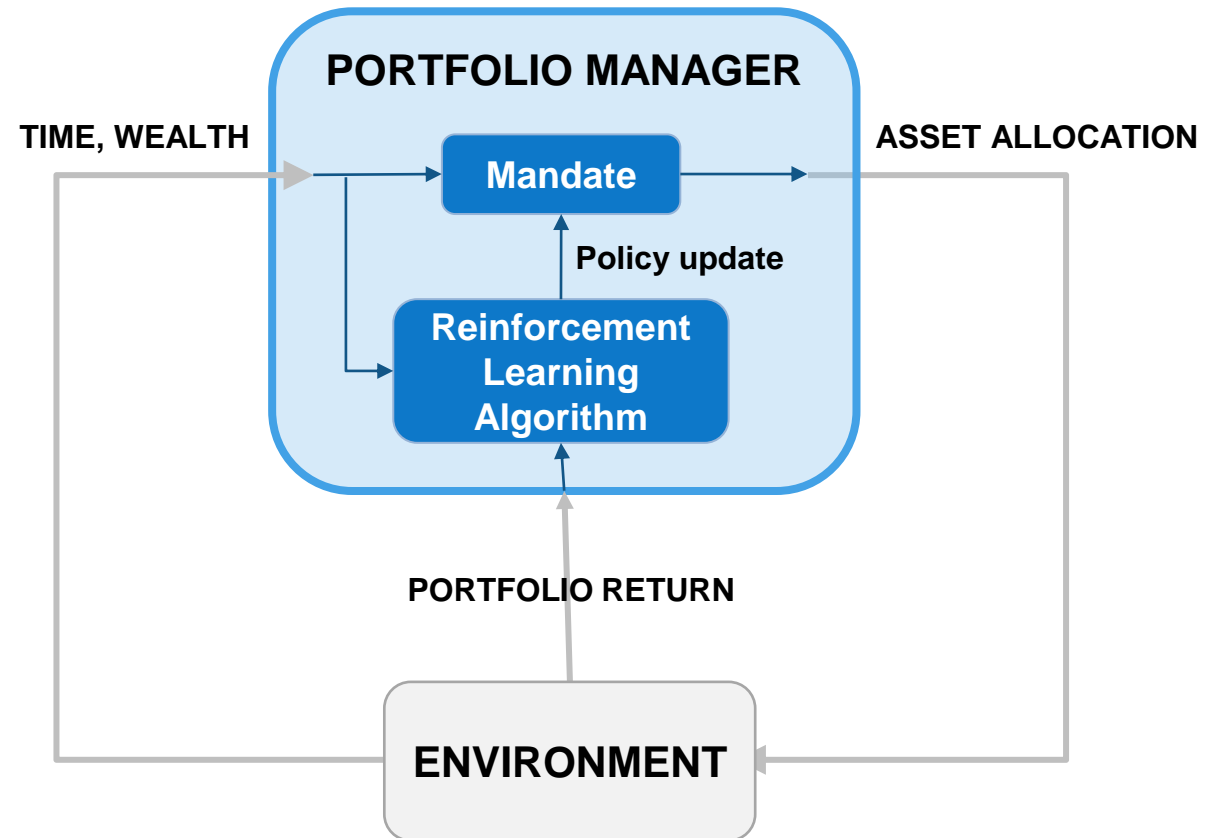 PORTFOLIO MANAGER
TIME, WEALTH
ASSET ALLOCATION
Mandate
Policy update
Reinforcement
Learning
Algorithm
PORTFOLIO RETURN
ENVIRONMENT